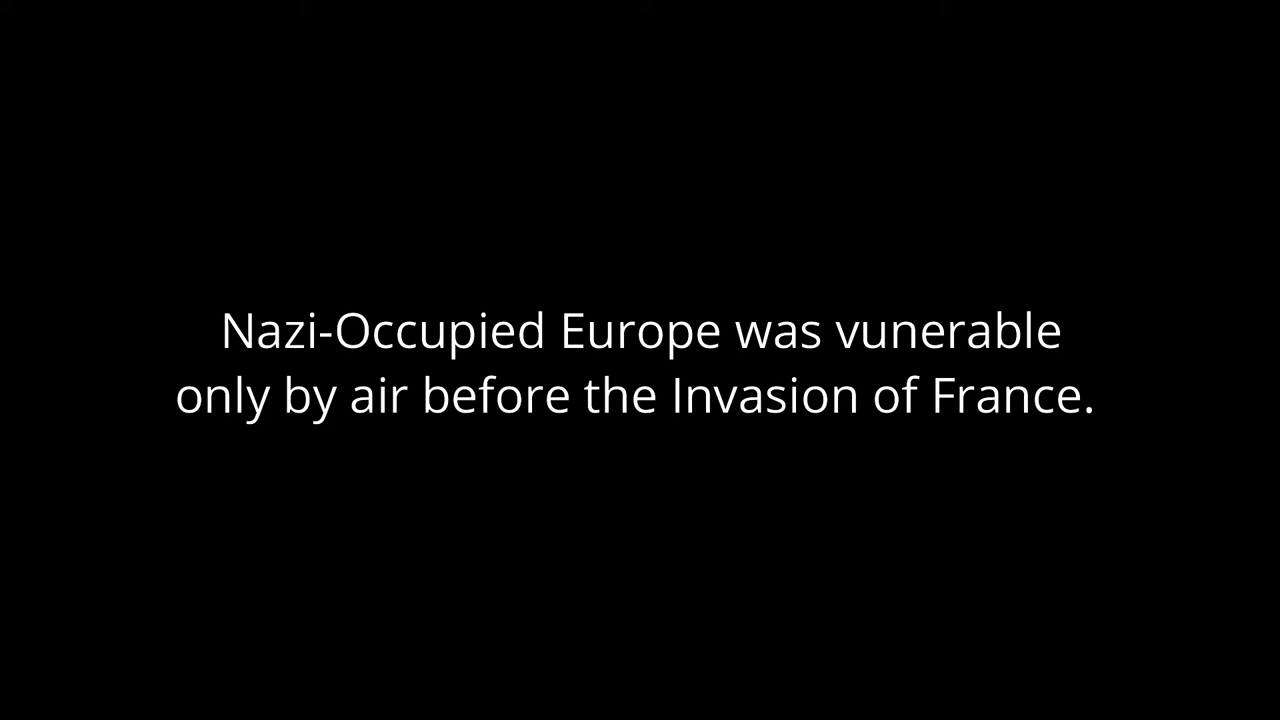 Nazi-Occupied Europe was vunerable
only by air before the Invasion of France.